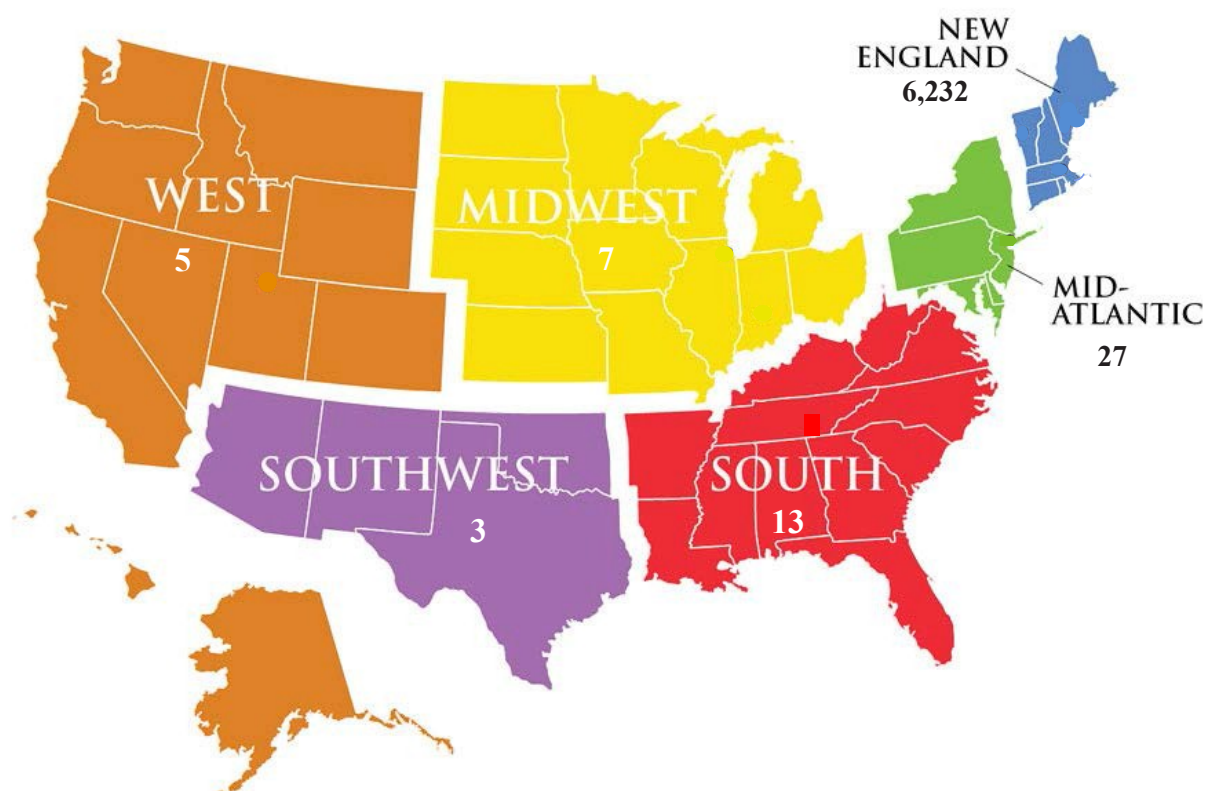 NEW
ENGLAND
6,232
WEST
5
MIDWEST
7
MID-
ATLANTIC
27
SOUTHWEST
3
SOUTH
13